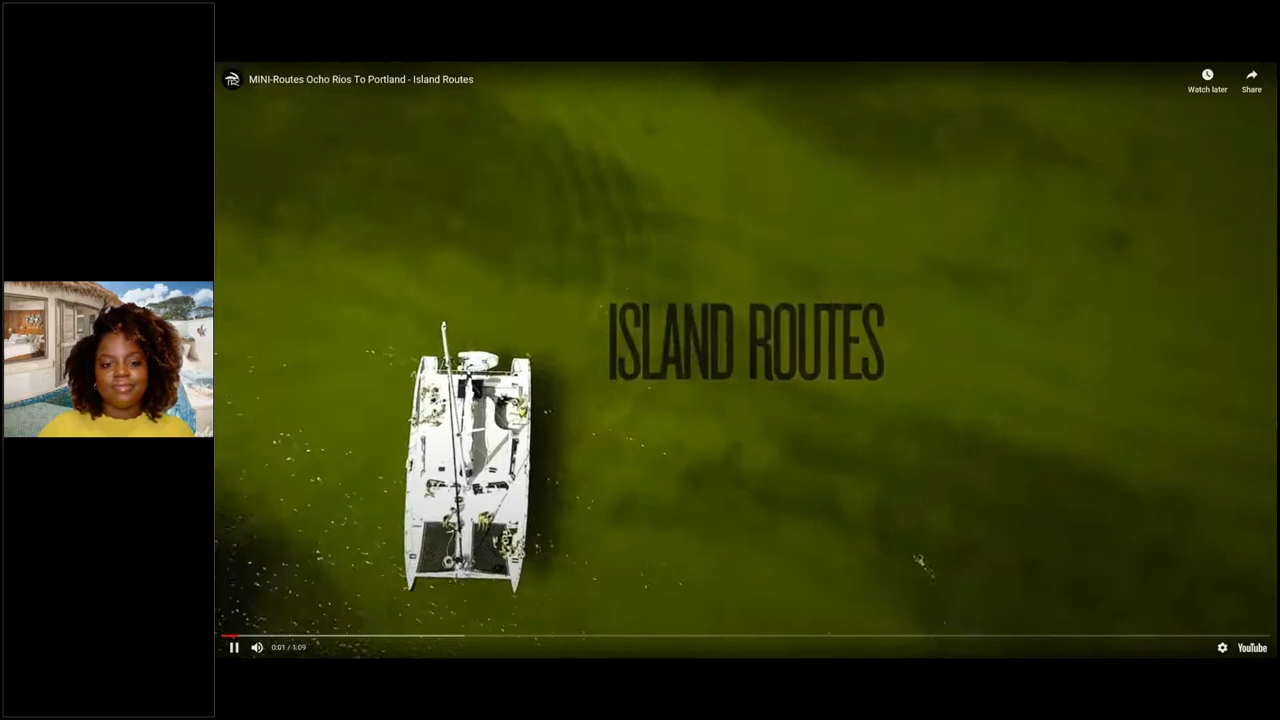 MINI-Routes Ocho Rios To Portland - Island Routes
Watch later
Share
ISLAND ROUTES
0:01 / 1:09
YouTube